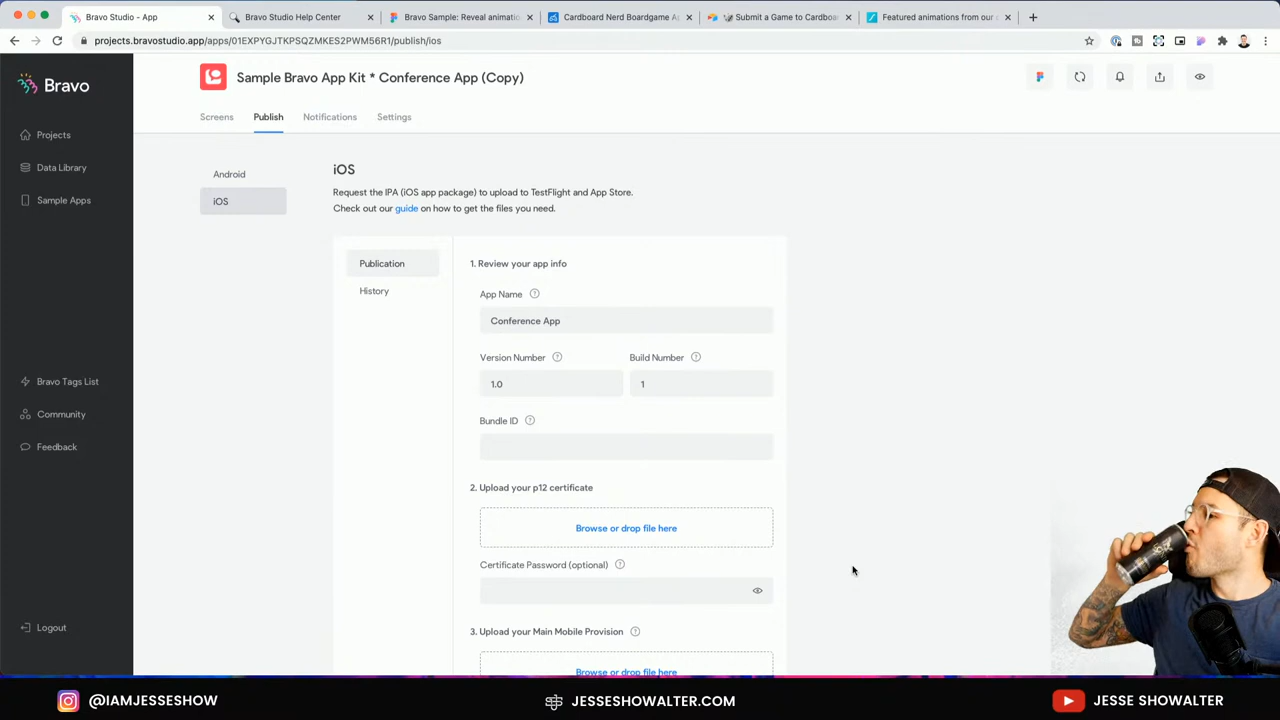 Bravo Studio - App
Bravo Studio Help Center
Bravo Sample: Reveal animati
Cardboard Nerd Boardgame A
Submit a Game to Cardboar
Featured animations from our
projects.bravostudio.app/apps/01EXPYGJTKPSQZMKES2PWM56R1/publish/ios
Bravo
Sample Bravo App Kit * Conference App (Copy)
Screens
Publish
Notifications
Settings
Projects
Data Library
Sample Apps
Bravo Tags List
Community
Feedback
Logout
Android
iOS
iOS
Request the IPA (iOS app package) to upload to TestFlight and App Store.
Check out our guide on how to get the files you need.
Publication
History
1. Review your app info
App Name
Conference App
Version Number
Build Number
1.0
1
Bundle ID
2. Upload your p12 certificate
Browse or drop file here
Certificate Password (optional)
3. Upload your Main Mobile Provision
Browse or drop file here
@IAMJESSESHOW
JESSESHOWALTER.COM
JESSE SHOWALTER